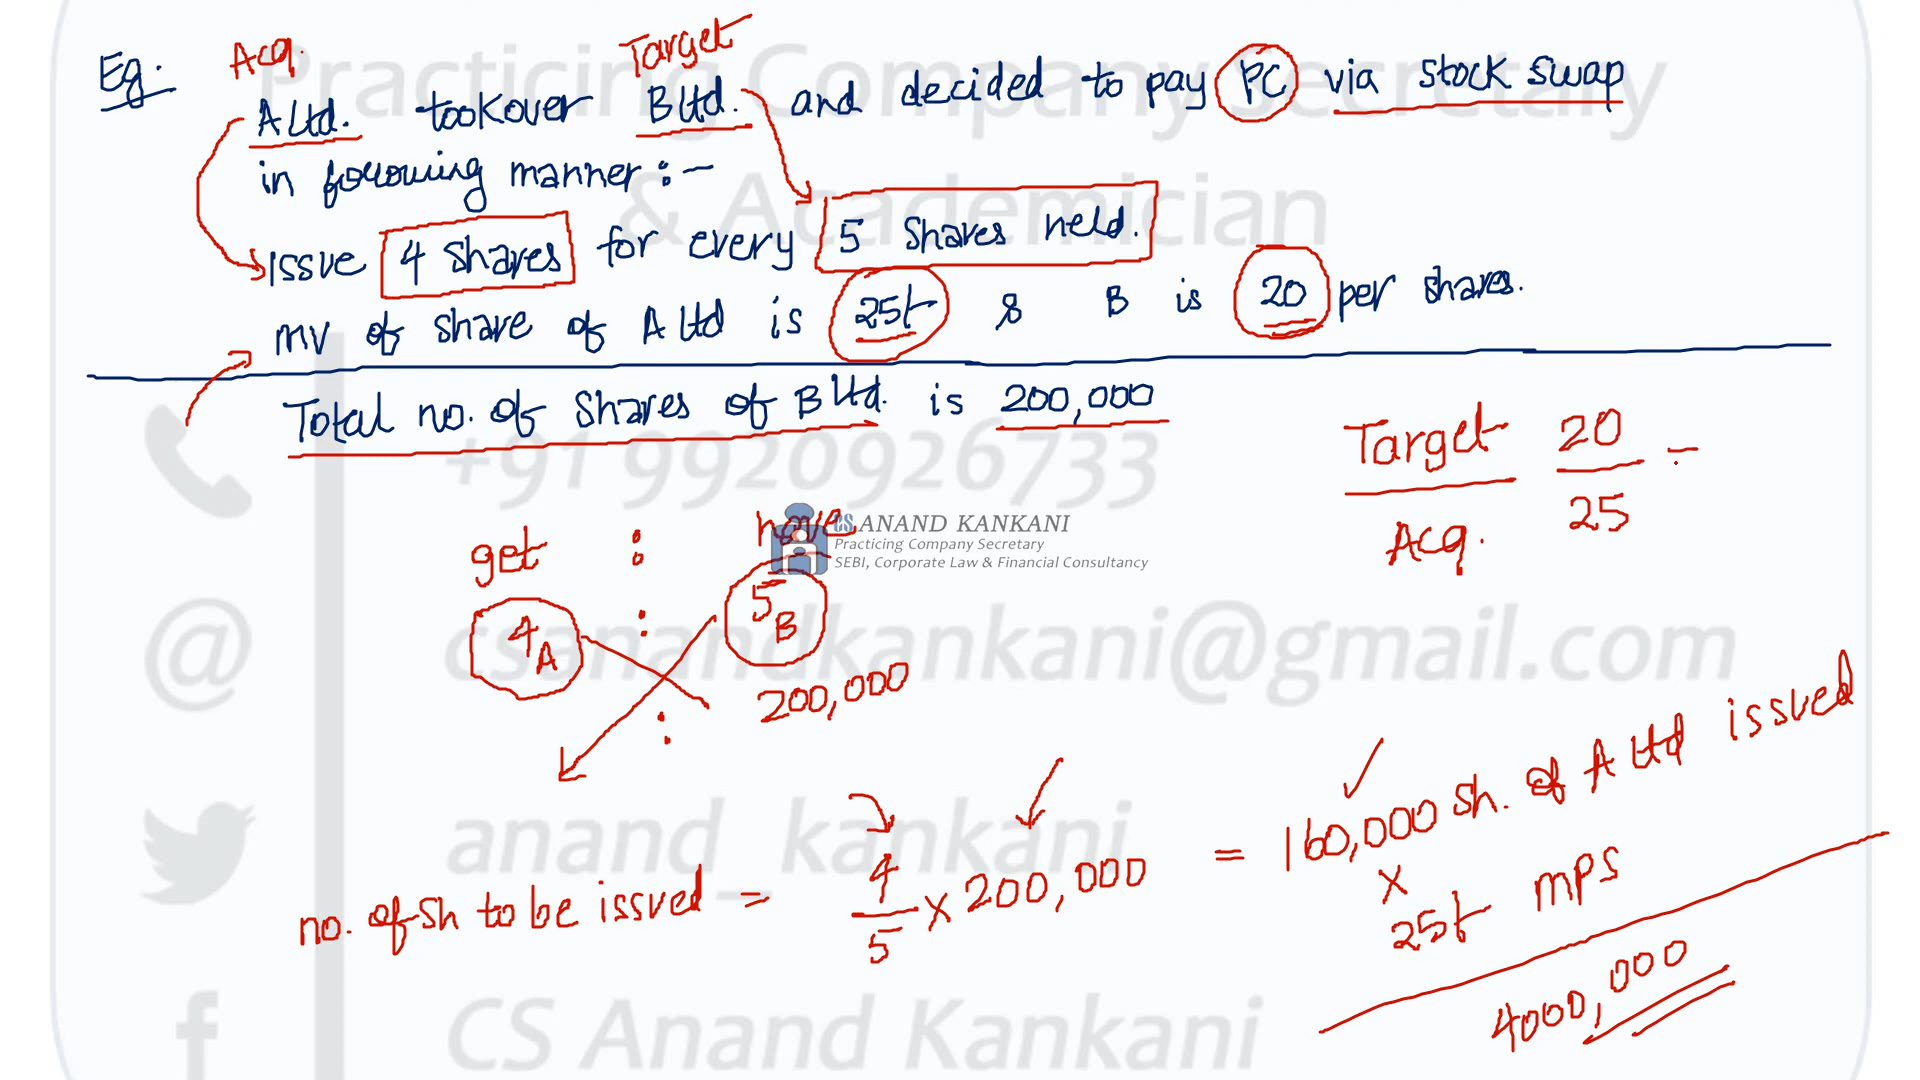 Eg. Acq. Target
A Ltd. tookover B Ltd. and decided to pay PC via stock swap
in following manner :-
issue 4 shares for every 5 shares held.
mv of share of A Ltd is 25/- & B is 20 per shares.
Total no. of shares of B Ltd. is 200,000
Target 20 =
Acq. 25
get : have
4A : 5B
: 200,000
no. of sh to be issued = 4/5 × 200,000 = 160,000 sh. of A Ltd issued
×
25/- mps
4000,000
Practicing Company Secretary
& Academician
+91 9920926733
CS ANAND KANKANI
Practicing Company Secretary
SEBI, Corporate Law & Financial Consultancy
@ csanandkankani@gmail.com
anand_kankani
f CS Anand Kankani